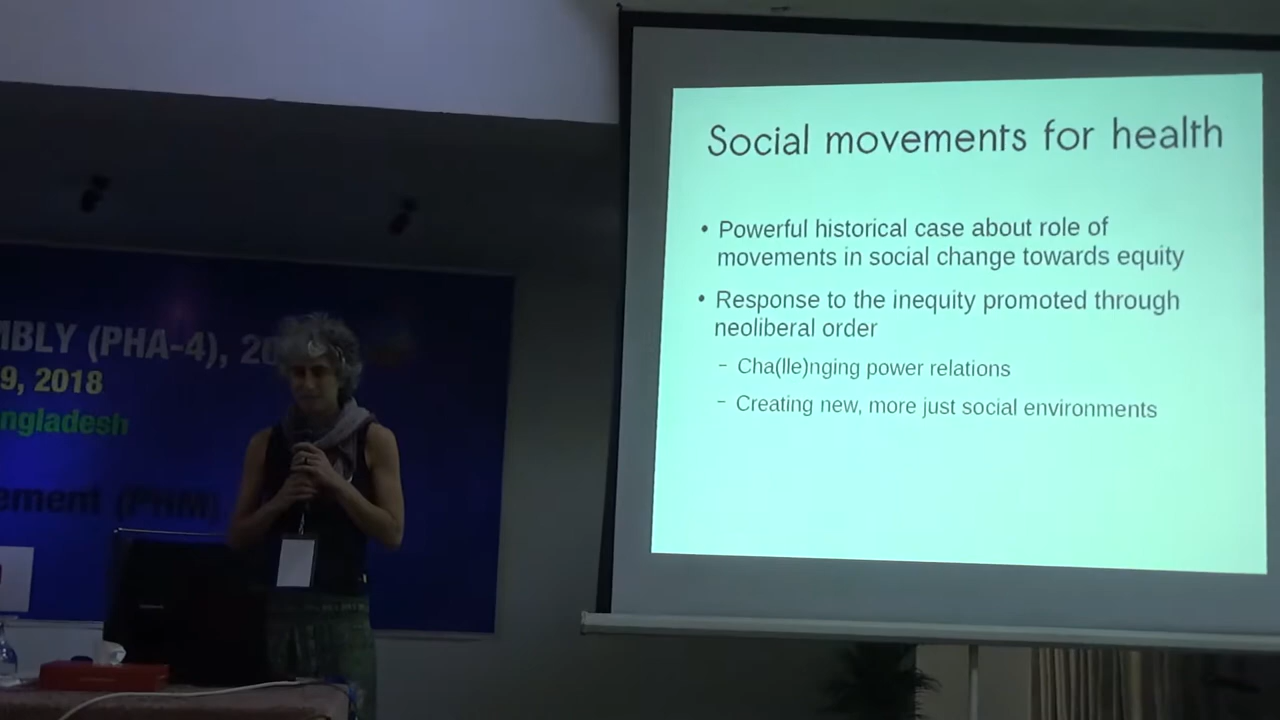 Social movements for health
• Powerful historical case about role of
movements in social change towards equity
• Response to the inequity promoted through
neoliberal order
– Cha(lle)nging power relations
– Creating new, more just social environments
MBLY (PHA-4), 20
9, 2018
ngladesh
ement (PHM)